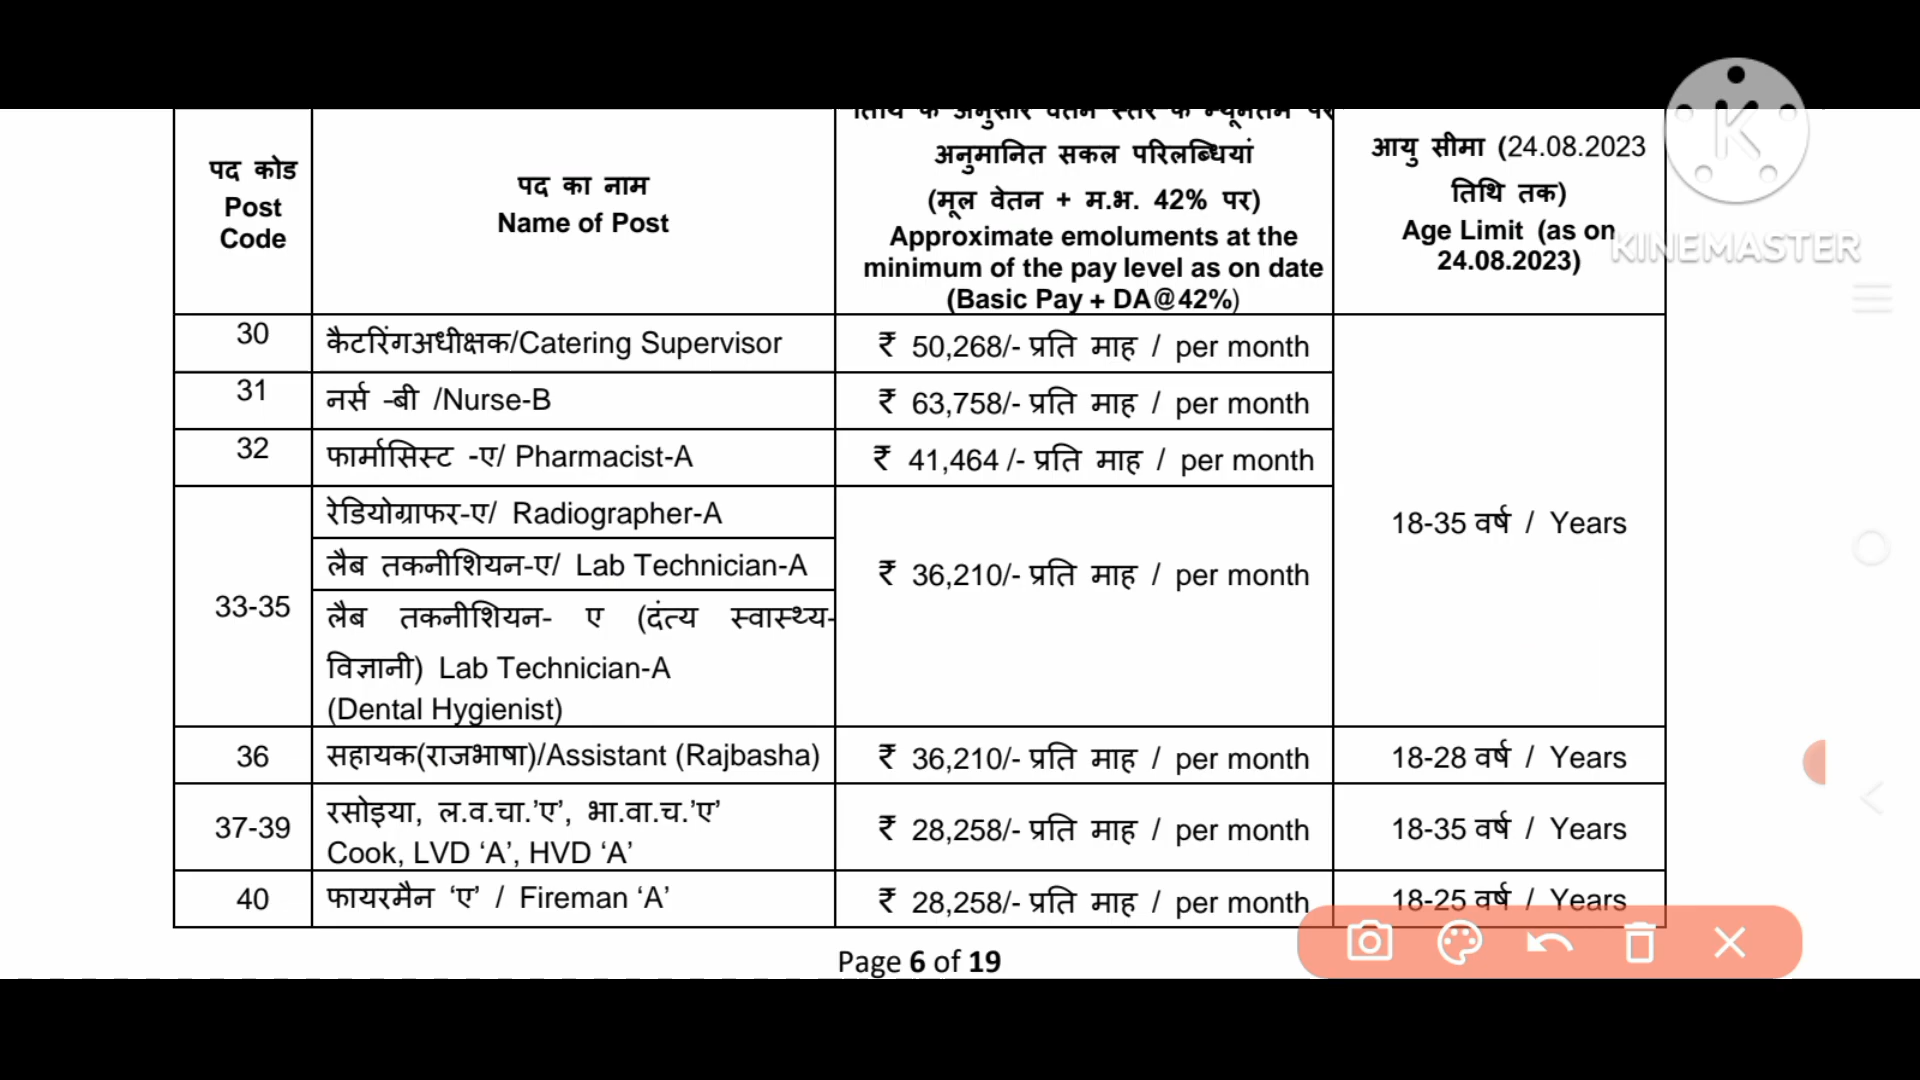 तिथि के अनुसार वेतन स्तर के न्यूनतम पर
पद कोड
Post
Code
पद का नाम
Name of Post
अनुमानित सकल परिलब्धियां
(मूल वेतन + म.भ. 42% पर)
Approximate emoluments at the
minimum of the pay level as on date
(Basic Pay + DA@42%)
आयु सीमा (24.08.2023
तिथि तक)
Age Limit (as on
24.08.2023)
KINEMASTER
30 कैटरिंगअधीक्षक/Catering Supervisor ₹ 50,268/- प्रति माह / per month
31 नर्स -बी /Nurse-B ₹ 63,758/- प्रति माह / per month
32 फार्मासिस्ट -ए/ Pharmacist-A ₹ 41,464 /- प्रति माह / per month
18-35 वर्ष / Years
33-35
रेडियोग्राफर-ए/ Radiographer-A
लैब तकनीशियन-ए/ Lab Technician-A
लैब तकनीशियन- ए (दंत्य स्वास्थ्य-
विज्ञानी) Lab Technician-A
(Dental Hygienist)
₹ 36,210/- प्रति माह / per month
36 सहायक(राजभाषा)/Assistant (Rajbasha) ₹ 36,210/- प्रति माह / per month 18-28 वर्ष / Years
37-39
रसोइया, ल.व.चा.’ए’, भा.वा.च.’ए’
Cook, LVD ‘A’, HVD ‘A’
₹ 28,258/- प्रति माह / per month
18-35 वर्ष / Years
40 फायरमैन ‘ए’ / Fireman ‘A’ ₹ 28,258/- प्रति माह / per month 18-25 वर्ष / Years
Page 6 of 19